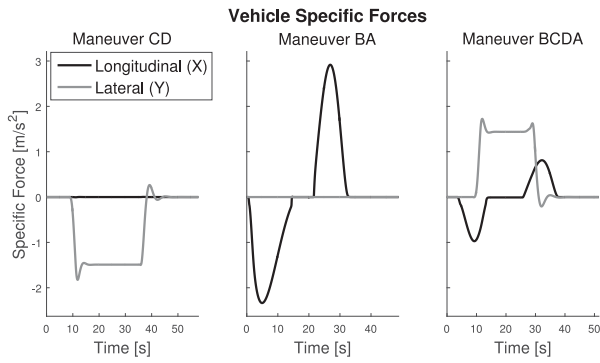 Vehicle Specific Forces
Maneuver CD
Maneuver BA
Maneuver BCDA
Longitudinal (X)
Lateral (Y)
Specific Force [m/s²]
3
2
1
0
-1
-2
0 10 20 30 40 50
0 10 20 30 40
0 10 20 30 40 50
Time [s]
Time [s]
Time [s]